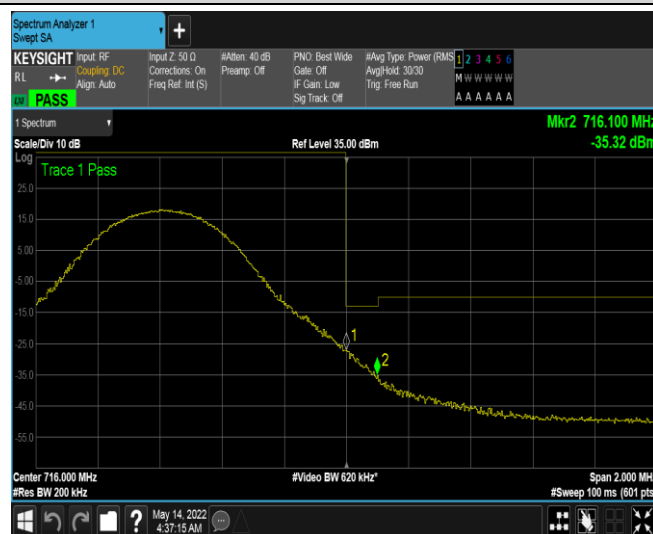 Spectrum Analyzer 1
Swept SA
+
KEYSIGHT
Input: RF
Input Z: 50 Ω
#Atten: 40 dB
PNO: Best Wide
#Avg Type: Power (RMS
1 2 3 4 5 6
RL
Coupling: DC
Corrections: On
Preamp: Off
Gate: Off
Avg|Hold: 30/30
M W W W W W
Align: Auto
Freq Ref: Int (S)
IF Gain: Low
Trig: Free Run
Sig Track: Off
A A A A A A
PASS
1 Spectrum
Mkr2 716.100 MHz
Scale/Div 10 dB
Ref Level 35.00 dBm
-35.32 dBm
Log
Trace 1 Pass
25.0
15.0
5.00
-5.00
-15.0
1
-25.0
2
-35.0
-45.0
-55.0
Center 716.000 MHz
#Video BW 620 kHz*
Span 2.000 MHz
#Res BW 200 kHz
#Sweep 100 ms (601 pts
?
May 14, 2022
4:37:15 AM